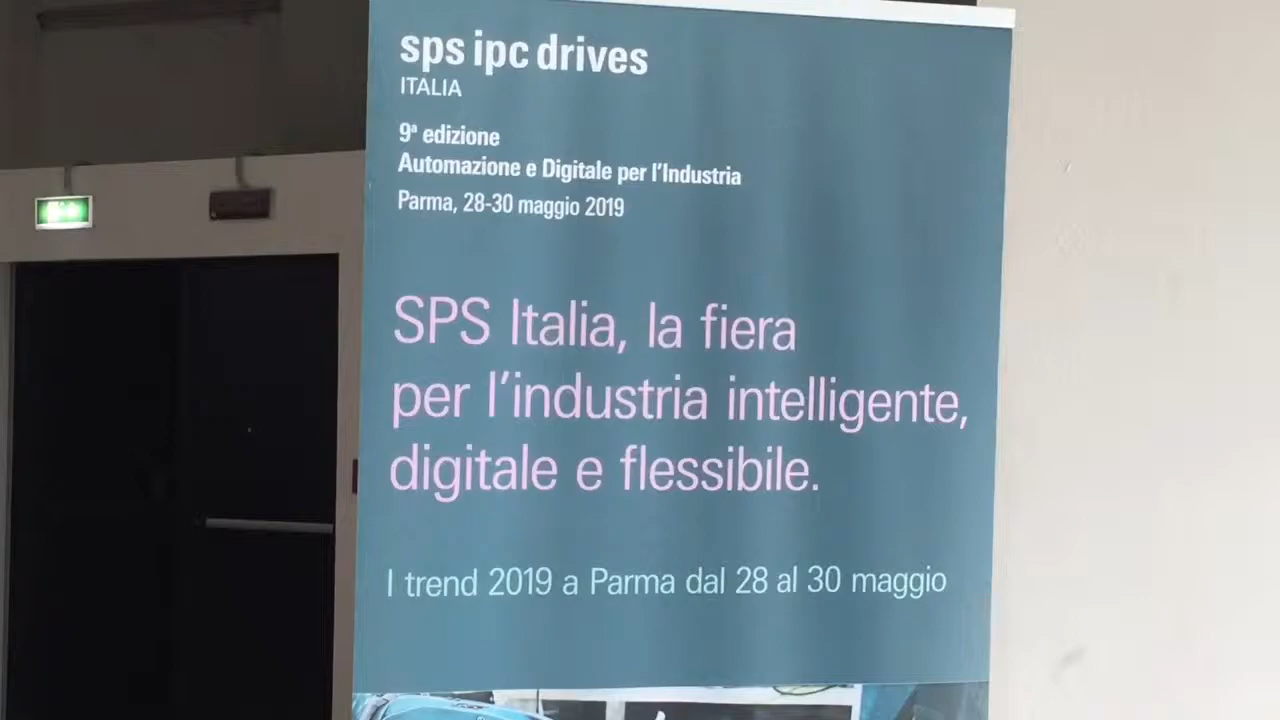 sps ipc drives
ITALIA
9ª edizione
Automazione e Digitale per l'Industria
Parma, 28-30 maggio 2019
SPS Italia, la fiera
per l'industria intelligente,
digitale e flessibile.
I trend 2019 a Parma dal 28 al 30 maggio